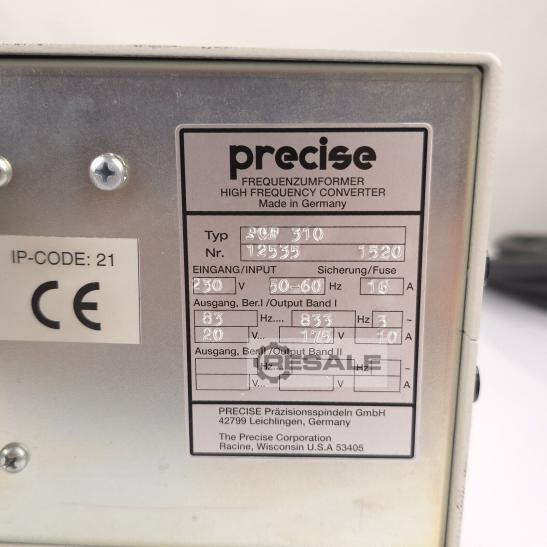 precise
FREQUENZUMFORMER
HIGH FREQUENCY CONVERTER
Made in Germany
Typ 310
Nr. 12535 1520
EINGANG/INPUT Sicherung/Fuse
230 V 50-60 Hz 16 A
Ausgang, Ber.I /Output Band I
83 Hz.... 833 Hz 3 ~
20 V... 175 V 10 A
Ausgang, Ber.II /Output Band II
Hz... Hz ~
V... V A
RESALE
PRECISE Präzisionsspindeln GmbH
42799 Leichlingen, Germany
The Precise Corporation
Racine, Wisconsin U.S.A 53405
IP-CODE: 21
CE